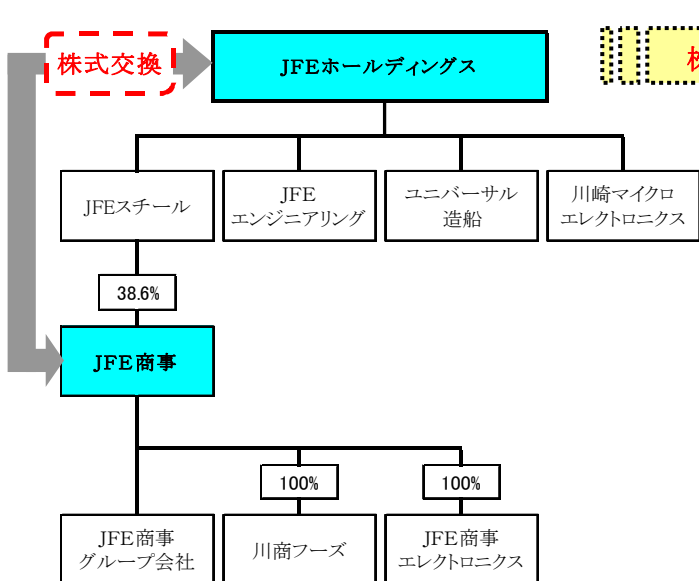 株式交換
JFEホールディングス
株
JFEスチール
JFE
エンジニアリング
ユニバーサル
造船
川崎マイクロ
エレクトロニクス
38.6%
JFE商事
100%
100%
JFE商事
グループ会社
川商フーズ
JFE商事
エレクトロニクス